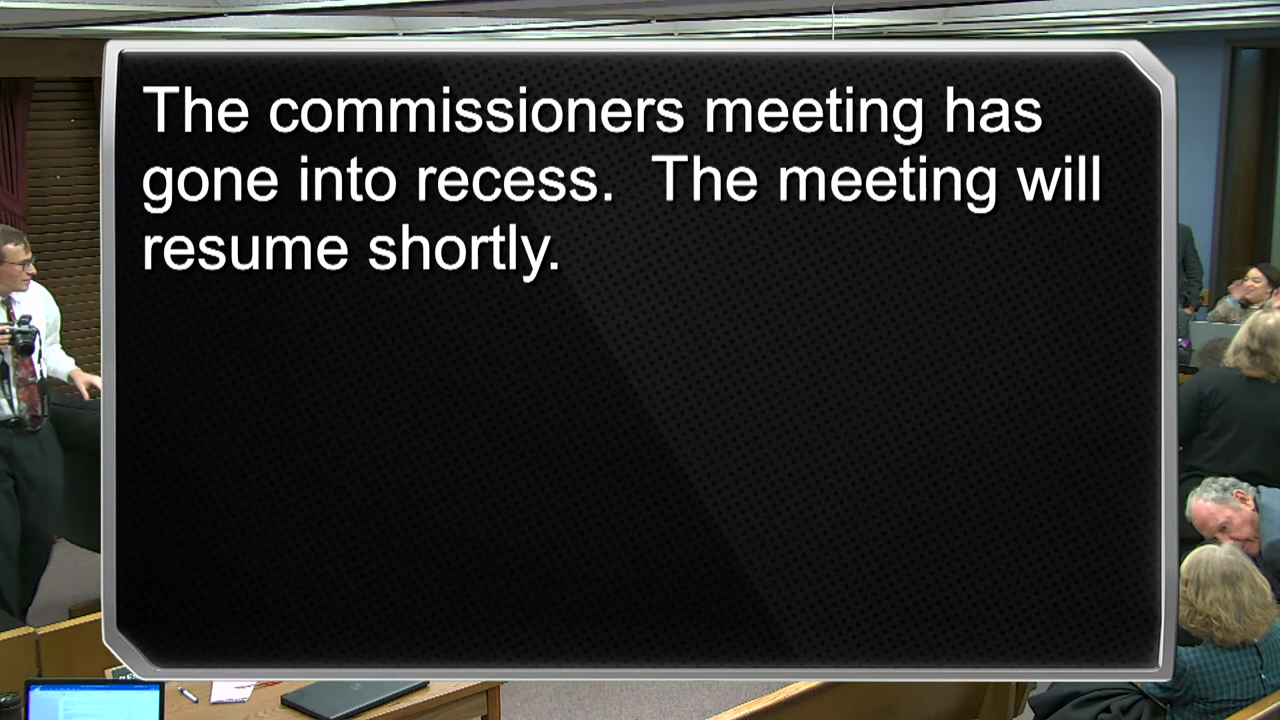 The commissioners meeting has
gone into recess.  The meeting will
resume shortly.